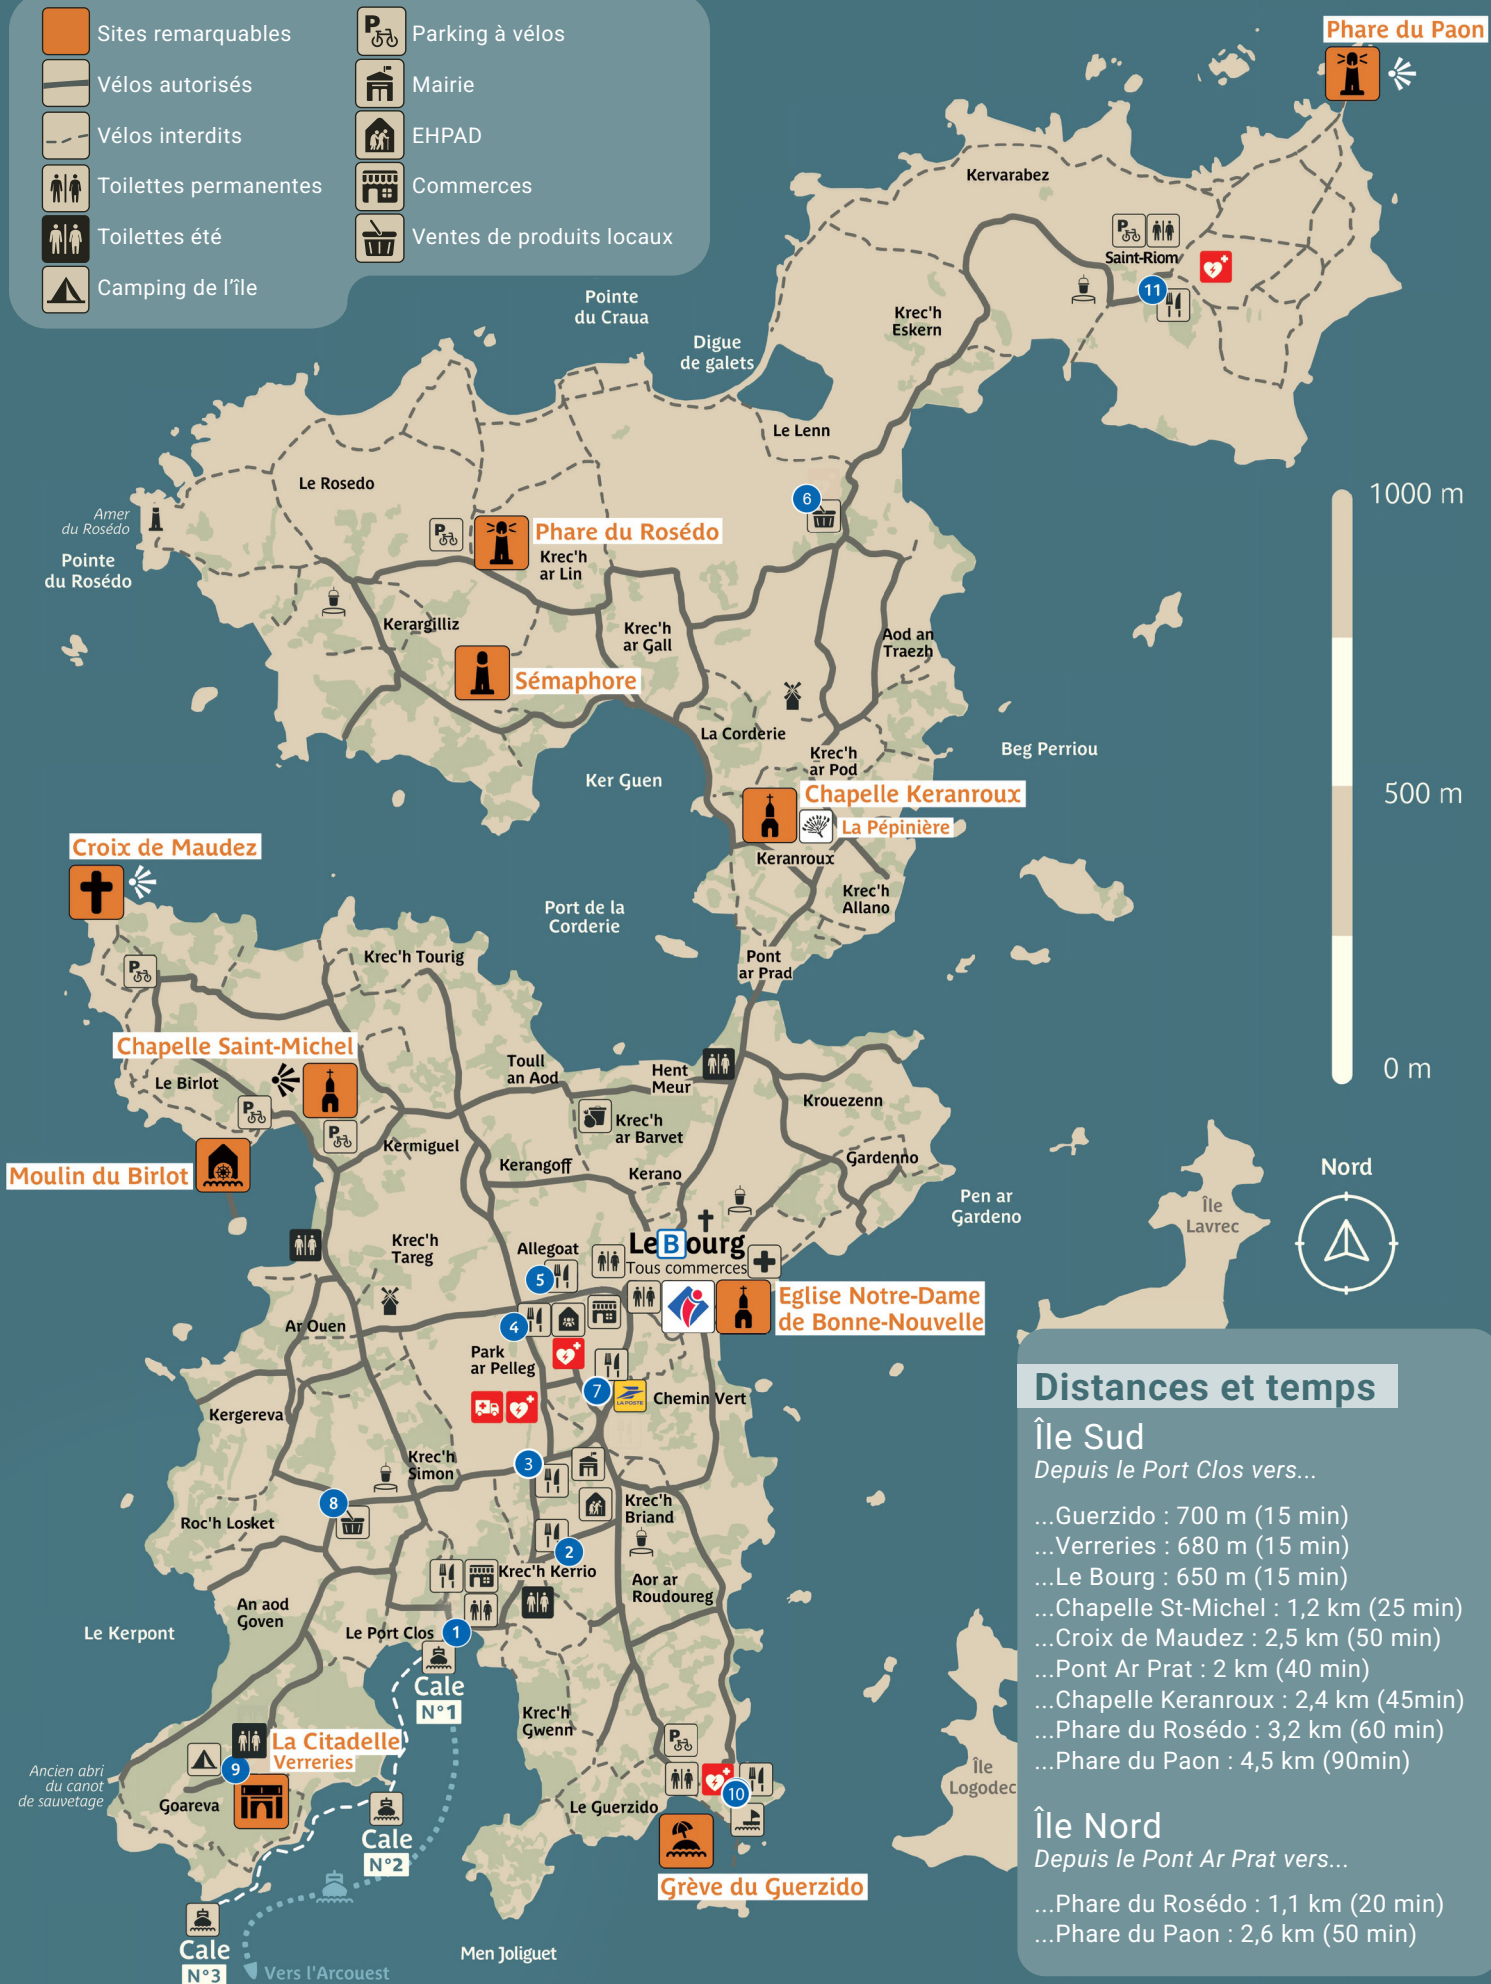 Sites remarquables
Vélos autorisés
Vélos interdits
Toilettes permanentes
Toilettes été
Camping de l'île
P
Parking à vélos
Mairie
EHPAD
Commerces
Ventes de produits locaux
Phare du Paon
Kervarabez
P
Saint-Riom
11
Pointe
du Craua
Digue
de galets
Krec'h
Eskern
Le Lenn
6
Le Rosedo
Amer
du Rosédo
Pointe
du Rosédo
P
Phare du Rosédo
Krec'h
ar Lin
Kerargilliz
Krec'h
ar Gall
Sémaphore
Aod an
Traezh
La Corderie
Krec'h
ar Pod
Ker Guen
Beg Perriou
Chapelle Keranroux
La Pépinière
Keranroux
Krec'h
Allano
Port de la
Corderie
Pont
ar Prad
1000 m
500 m
0 m
Croix de Maudez
P
Krec'h Tourig
Chapelle Saint-Michel
Le Birlot
P
P
Moulin du Birlot
Kermiguel
Toull
an Aod
Hent
Meur
Krec'h
ar Barvet
Krouezenn
Kerangoff
Kerano
Gardenno
Pen ar
Gardeno
Île
Lavrec
Nord
Krec'h
Tareg
Allegoat
5
Le Bourg
Tous commerces
Eglise Notre-Dame
de Bonne-Nouvelle
4
Ar Ouen
Park
ar Pelleg
7
LA POSTE
Chemin Vert
Kergereva
Krec'h
Simon
3
8
Roc'h Losket
Krec'h
Briand
2
Krec'h Kerrio
Aor ar
Roudoureg
An aod
Goven
Le Kerpont
Le Port Clos
1
Cale
N°1
Krec'h
Gwenn
La Citadelle
Verreries
9
Goareva
Ancien abri
du canot
de sauvetage
Cale
N°2
Cale
N°3
Vers l'Arcouest
Men Joliguet
P
10
Le Guerzido
Grève du Guerzido
Île
Logodec
Distances et temps
Île Sud
Depuis le Port Clos vers...
...Guerzido : 700 m (15 min)
...Verreries : 680 m (15 min)
...Le Bourg : 650 m (15 min)
...Chapelle St-Michel : 1,2 km (25 min)
...Croix de Maudez : 2,5 km (50 min)
...Pont Ar Prat : 2 km (40 min)
...Chapelle Keranroux : 2,4 km (45min)
...Phare du Rosédo : 3,2 km (60 min)
...Phare du Paon : 4,5 km (90min)
Île Nord
Depuis le Pont Ar Prat vers...
...Phare du Rosédo : 1,1 km (20 min)
...Phare du Paon : 2,6 km (50 min)